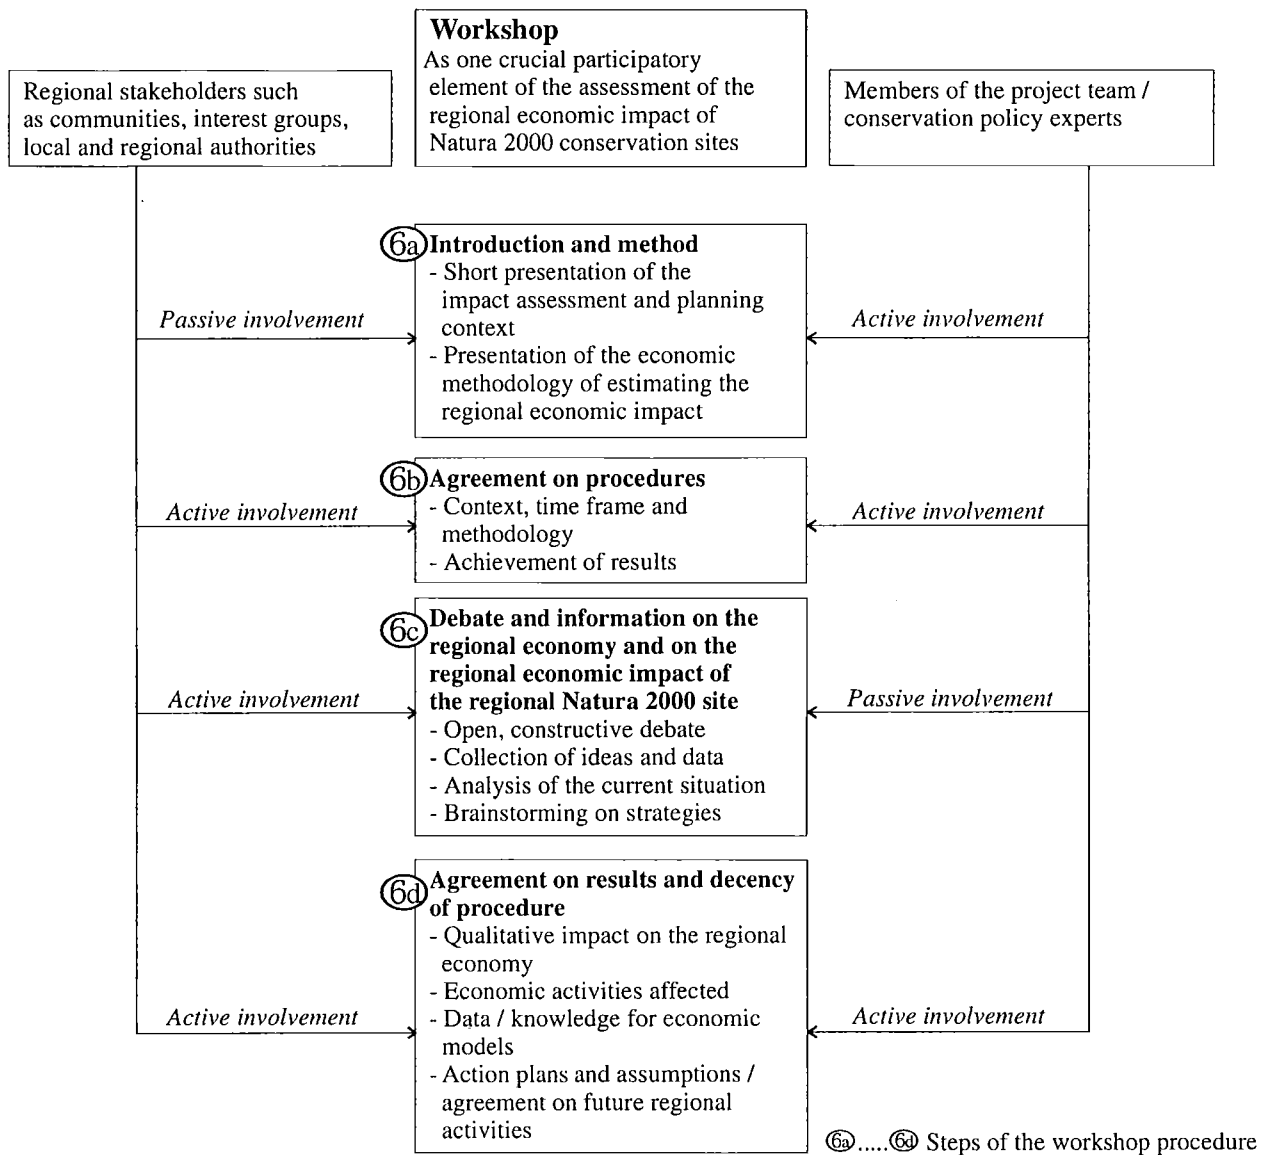 Workshop
As one crucial participatory
element of the assessment of the
regional economic impact of
Natura 2000 conservation sites
Regional stakeholders such
as communities, interest groups,
local and regional authorities
Members of the project team /
conservation policy experts
6a Introduction and method
- Short presentation of the
impact assessment and planning
context
- Presentation of the economic
methodology of estimating the
regional economic impact
Passive involvement
Active involvement
6b Agreement on procedures
- Context, time frame and
methodology
- Achievement of results
Active involvement
Active involvement
6c Debate and information on the
regional economy and on the
regional economic impact of
the regional Natura 2000 site
- Open, constructive debate
- Collection of ideas and data
- Analysis of the current situation
- Brainstorming on strategies
Active involvement
Passive involvement
6d Agreement on results and decency
of procedure
- Qualitative impact on the regional
economy
- Economic activities affected
- Data / knowledge for economic
models
- Action plans and assumptions /
agreement on future regional
activities
Active involvement
Active involvement
6a.....6d Steps of the workshop procedure